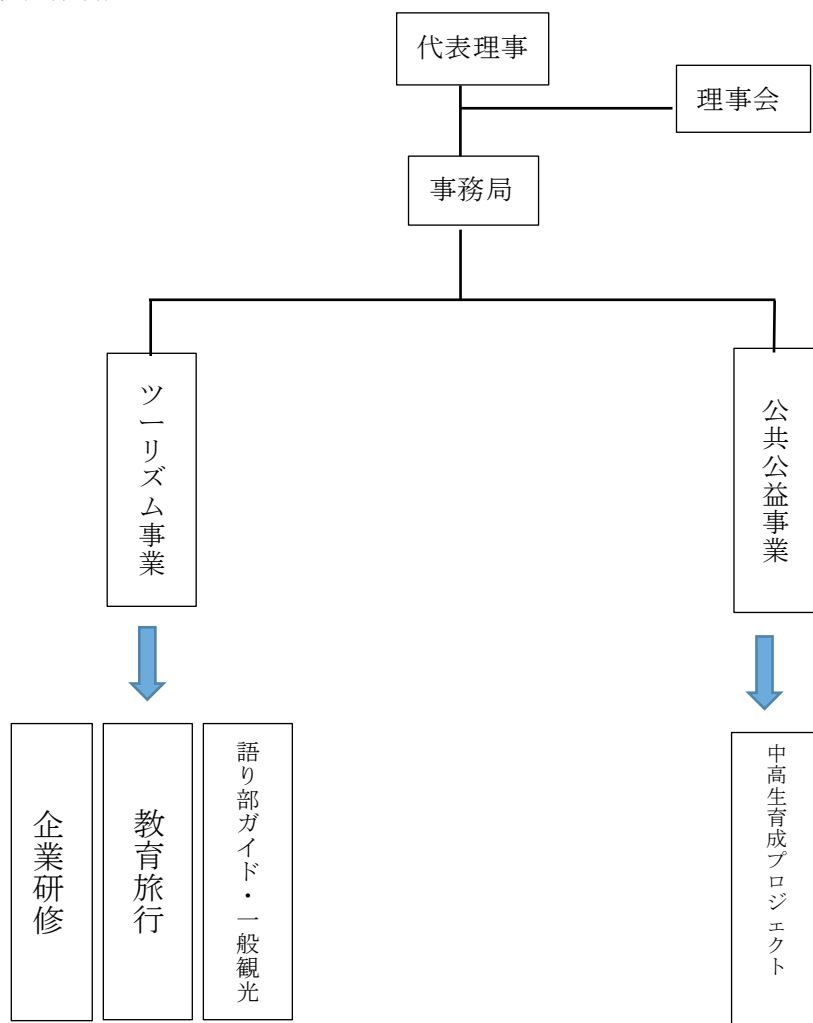 代表理事
理事会
事務局
ツーリズム事業
公共公益事業
企業研修
教育旅行
語り部ガイド・一般観光
中高生育成プロジェクト